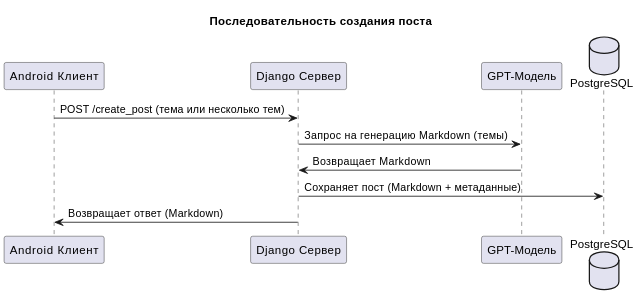 Последовательность создания поста
Android Клиент
Django Сервер
GPT-Модель
PostgreSQL
POST /create_post (тема или несколько тем)
Запрос на генерацию Markdown (темы)
Возвращает Markdown
Сохраняет пост (Markdown + метаданные)
Возвращает ответ (Markdown)
Android Клиент
Django Сервер
GPT-Модель
PostgreSQL